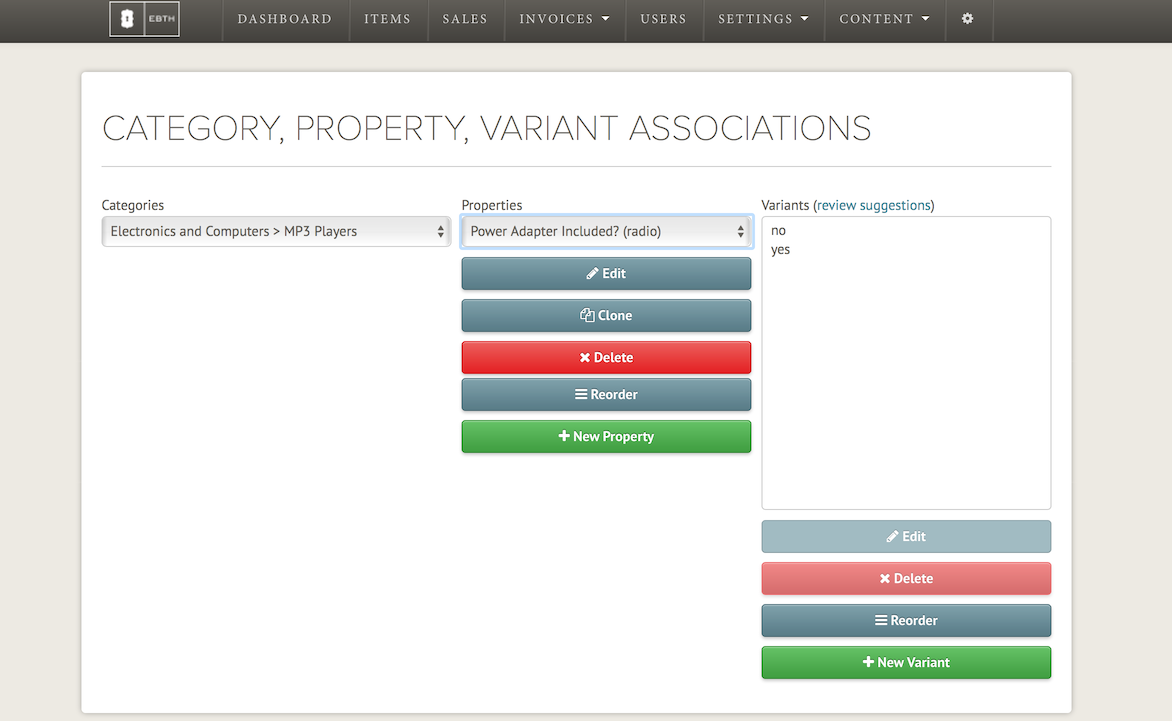 EBTH
DASHBOARD
ITEMS
SALES
INVOICES
USERS
SETTINGS
CONTENT
CATEGORY, PROPERTY, VARIANT ASSOCIATIONS
Categories
Electronics and Computers > MP3 Players
Properties
Power Adapter Included? (radio)
Edit
Clone
Delete
Reorder
New Property
Variants (review suggestions)
no
yes
Edit
Delete
Reorder
New Variant